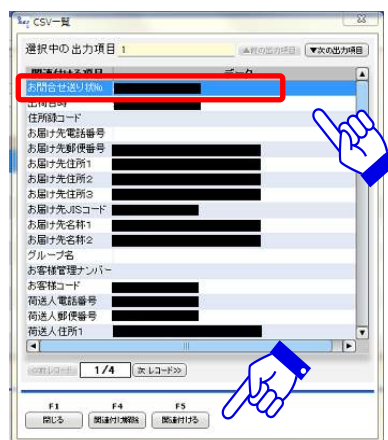 CSV一覧
選択中の出力項目 1 ▲前の出力項目 ▼次の出力項目
関連付ける項目 データ
お問合せ送り状No.
出荷日時
住所録コード
お届け先電話番号
お届け先郵便番号
お届け先住所1
お届け先住所2
お届け先住所3
お届け先JISコード
お届け先名称1
お届け先名称2
グループ名
お客様管理ナンバー
お客様コード
荷送人電話番号
荷送人郵便番号
荷送人住所1
1/4 次レコード>>
F1 F4 F5
閉じる 関連付け解除 関連付ける